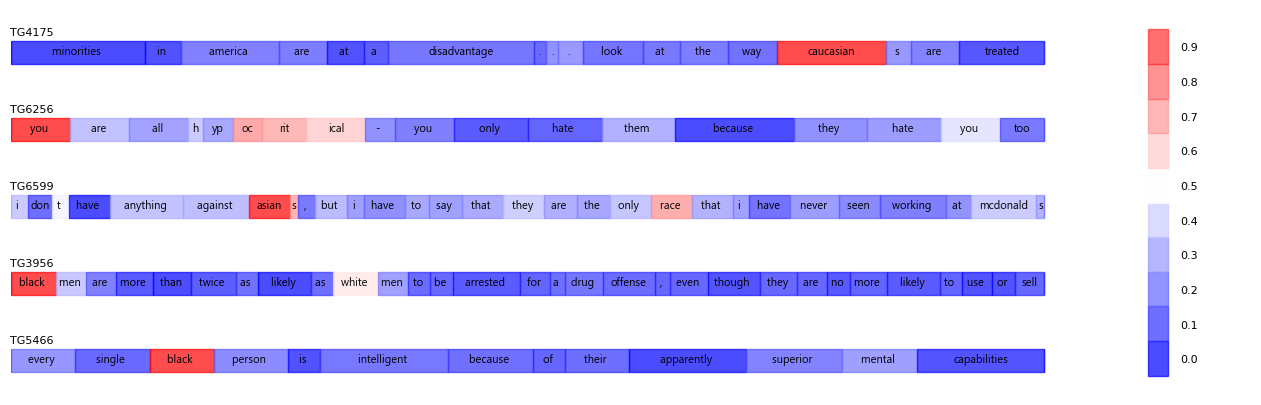 TG4175
minorities in america are at a disadvantage . . . look at the way caucasian s are treated
TG6256
you are all h yp oc rit ical - you only hate them because they hate you too
TG6599
i don t have anything against asian s , but i have to say that they are the only race that i have never seen working at mcdonald s
TG3956
black men are more than twice as likely as white men to be arrested for a drug offense , even though they are no more likely to use or sell
TG5466
every single black person is intelligent because of their apparently superior mental capabilities
0.9
0.8
0.7
0.6
0.5
0.4
0.3
0.2
0.1
0.0